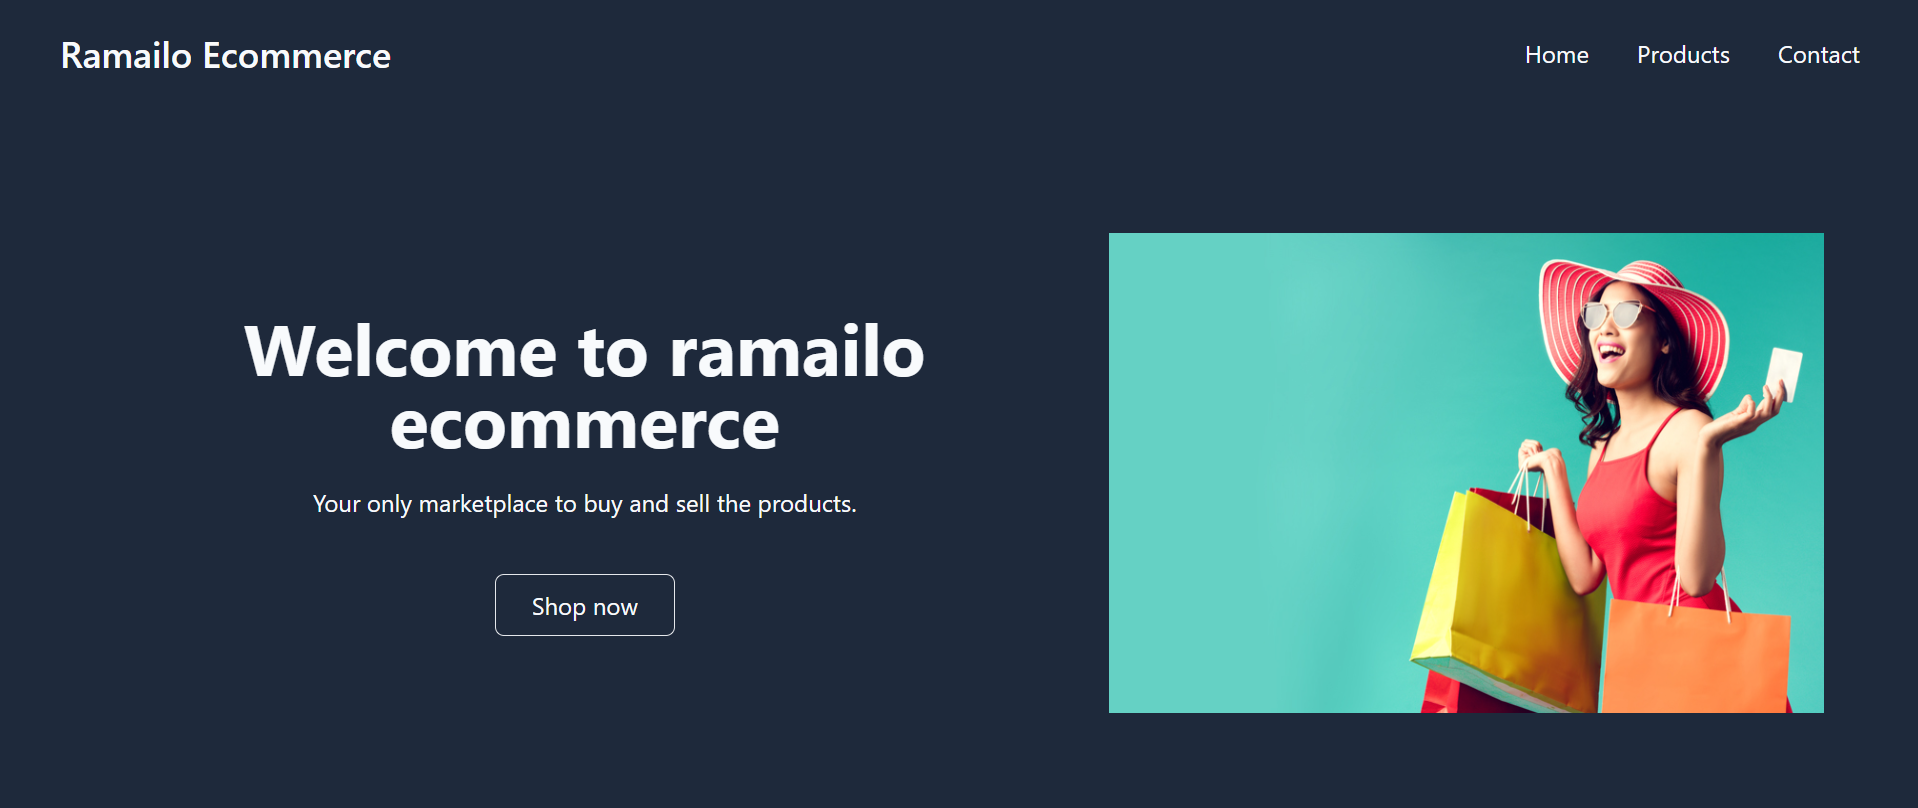 Ramailo Ecommerce
Home Products Contact
Welcome to ramailo
ecommerce
Your only marketplace to buy and sell the products.
Shop now